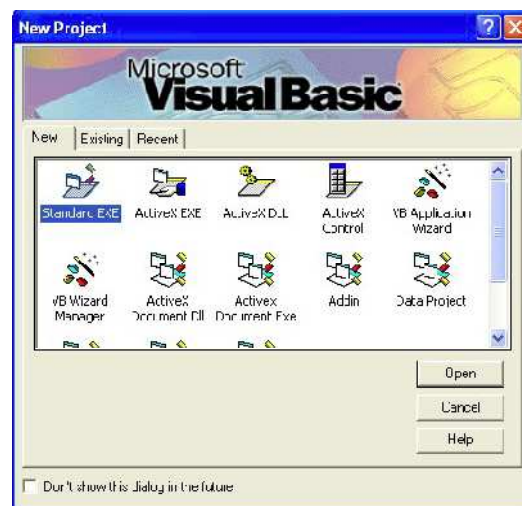 New Project
Microsoft
Visual Basic
New Existing Recent
Standard EXE ActiveX EXE ActiveX DLL ActiveX Control VB Application Wizard
VB Wizard Manager ActiveX Document Dll Activex Document Exe Addin Data Project
Open
Cancel
Help
Don't show this dialog in the future